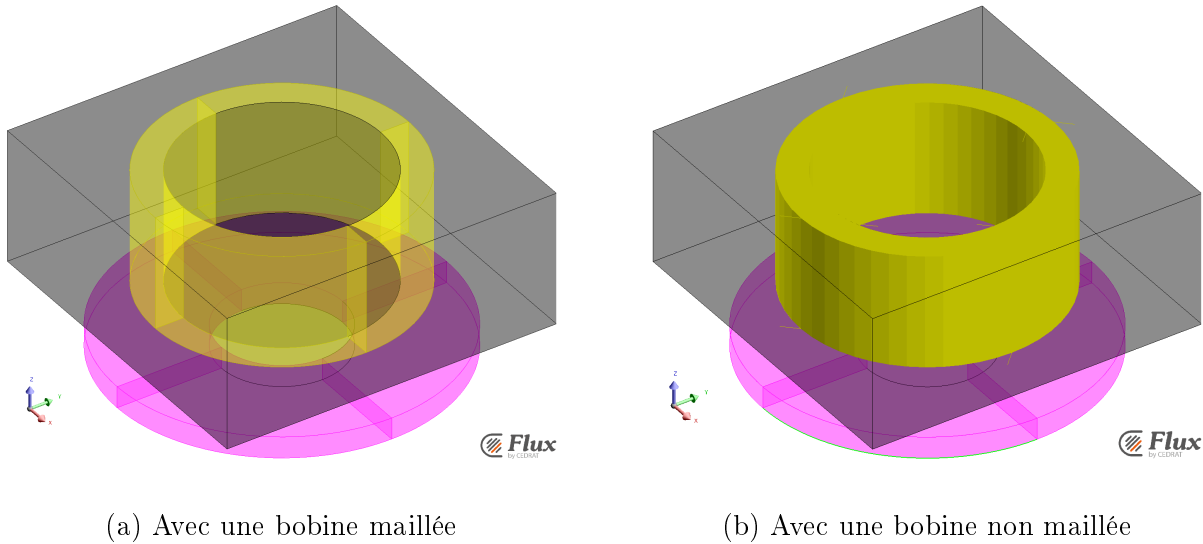 Z
Y
X
Flux
by CEDRAT
Z
Y
X
Flux
by CEDRAT
(a) Avec une bobine maillée
(b) Avec une bobine non maillée